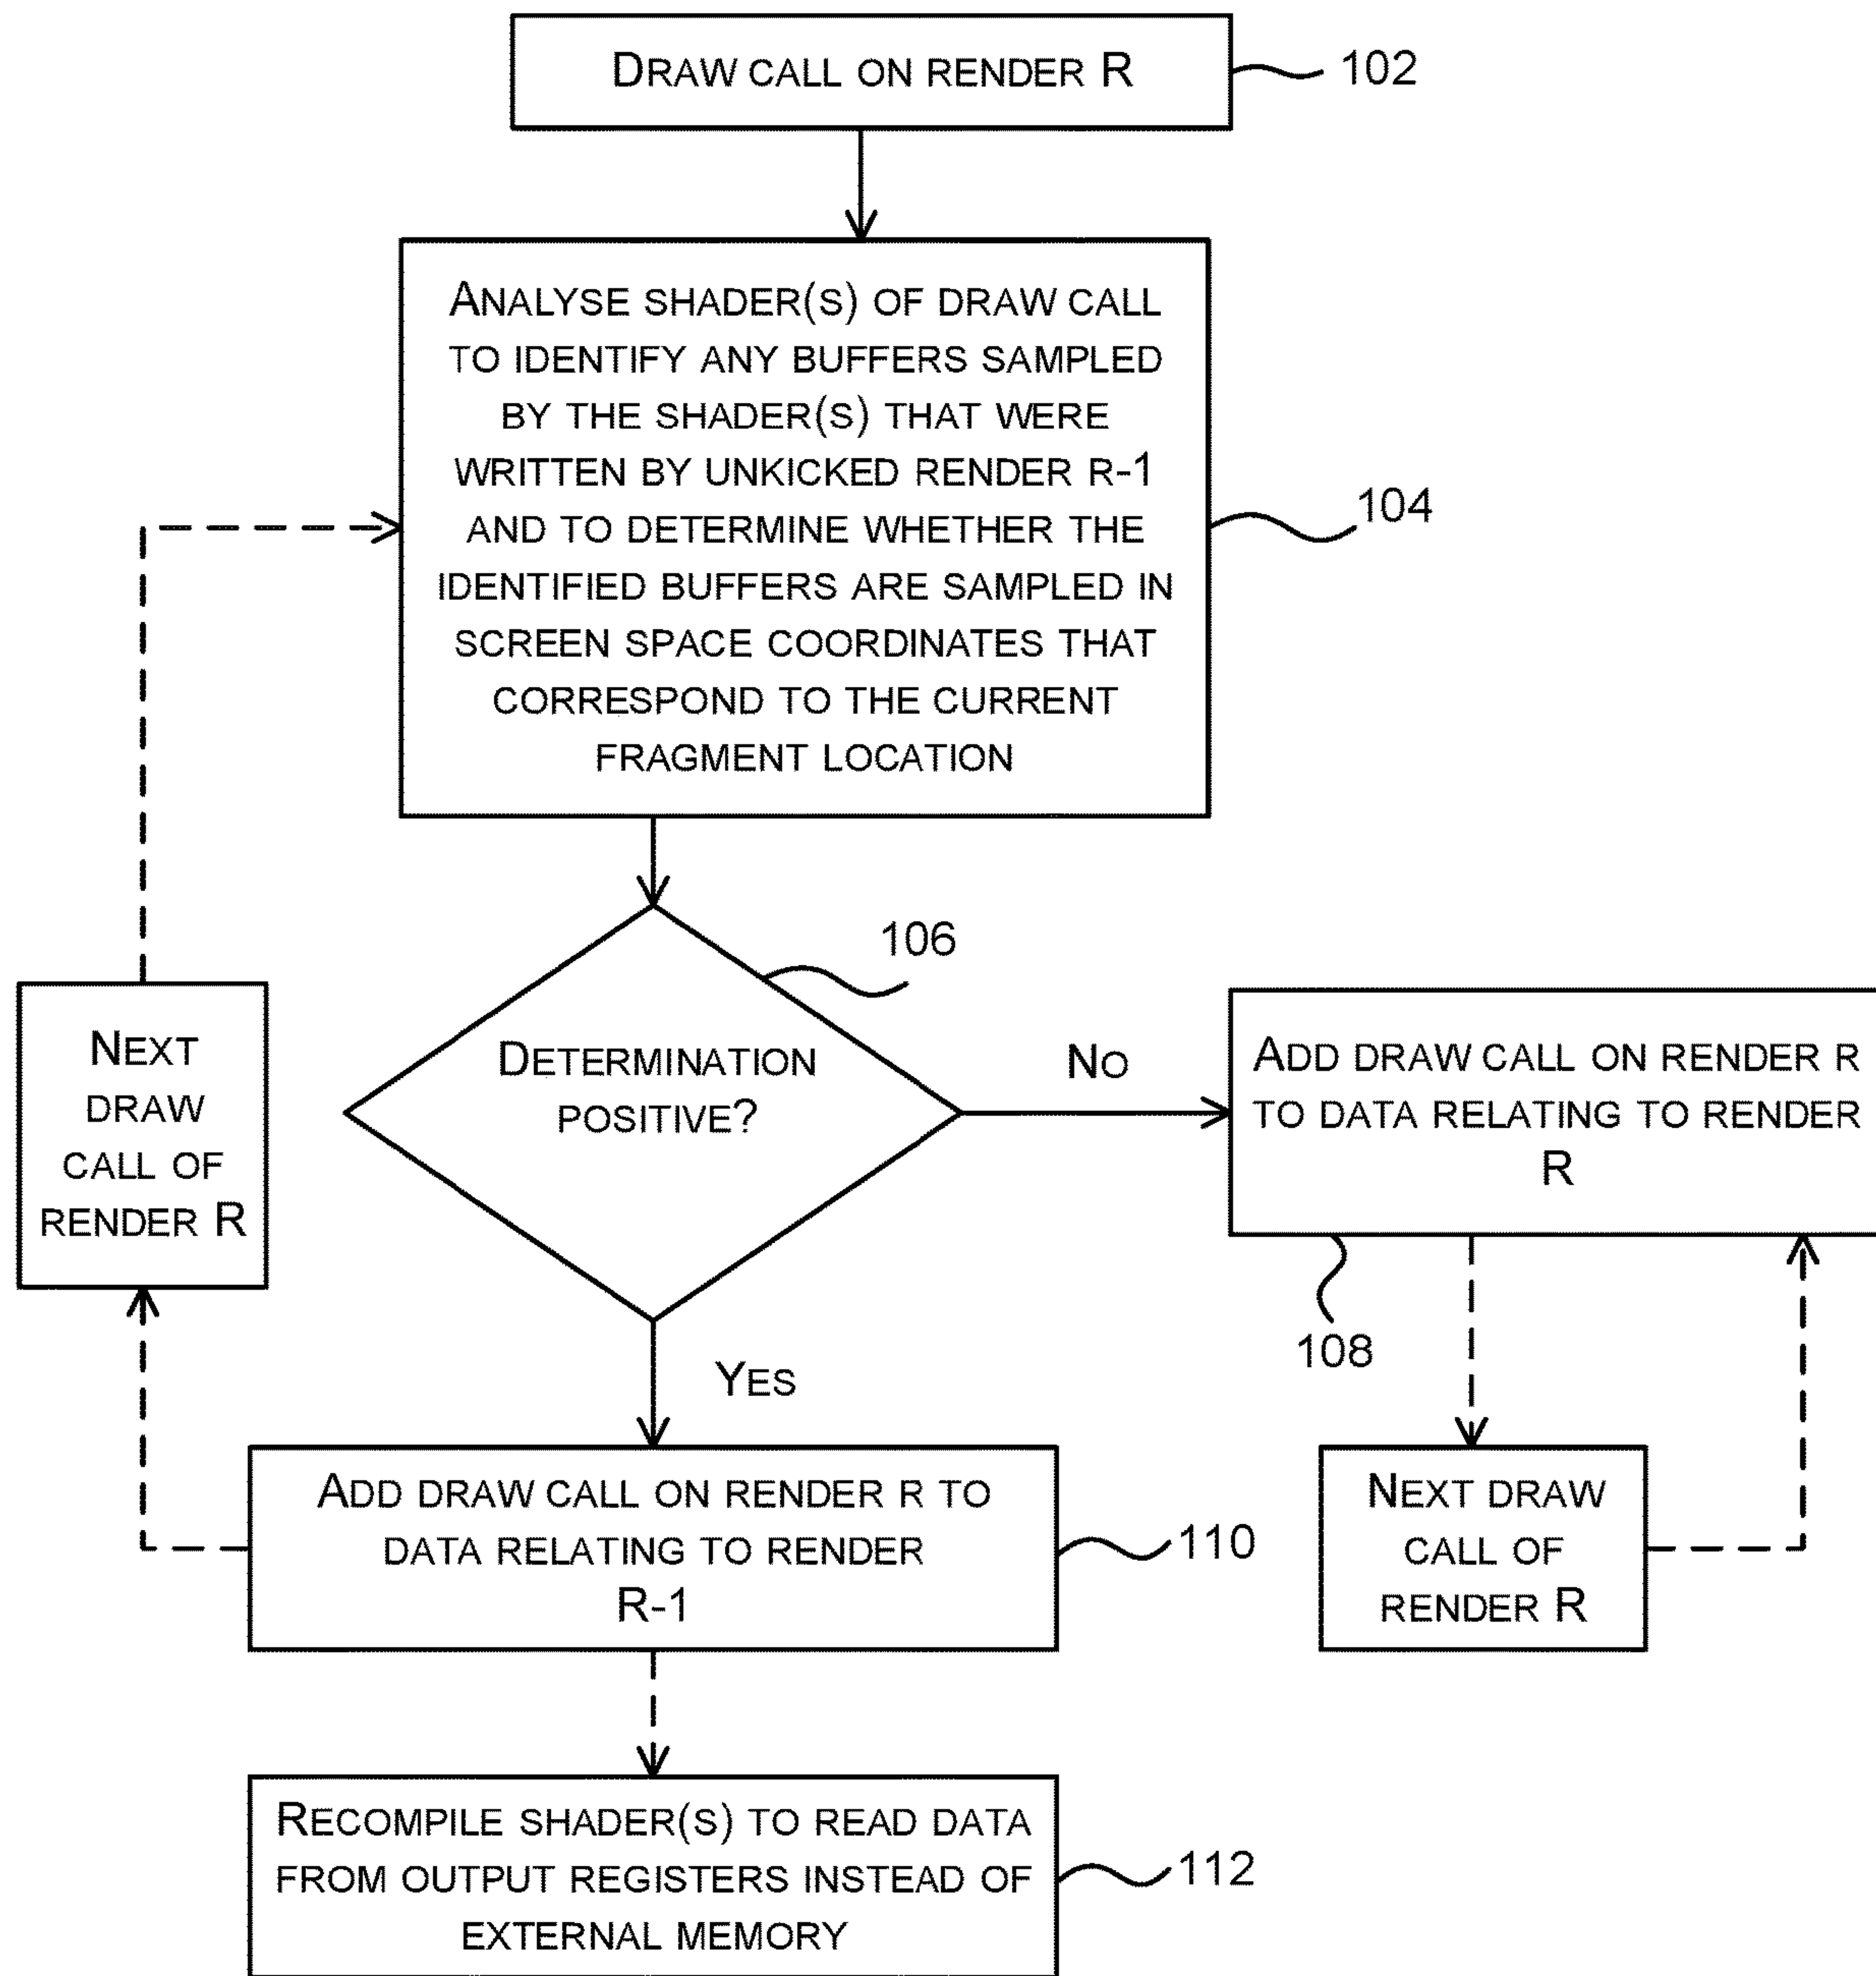 DRAW CALL ON RENDER R
102
ANALYSE SHADER(S) OF DRAW CALL
TO IDENTIFY ANY BUFFERS SAMPLED
BY THE SHADER(S) THAT WERE
WRITTEN BY UNKICKED RENDER R-1
AND TO DETERMINE WHETHER THE
IDENTIFIED BUFFERS ARE SAMPLED IN
SCREEN SPACE COORDINATES THAT
CORRESPOND TO THE CURRENT
FRAGMENT LOCATION
104
106
DETERMINATION
POSITIVE?
NO
ADD DRAW CALL ON RENDER R
TO DATA RELATING TO RENDER
R
108
NEXT
DRAW
CALL OF
RENDER R
YES
ADD DRAW CALL ON RENDER R TO
DATA RELATING TO RENDER
R-1
110
NEXT DRAW
CALL OF
RENDER R
RECOMPILE SHADER(S) TO READ DATA
FROM OUTPUT REGISTERS INSTEAD OF
EXTERNAL MEMORY
112